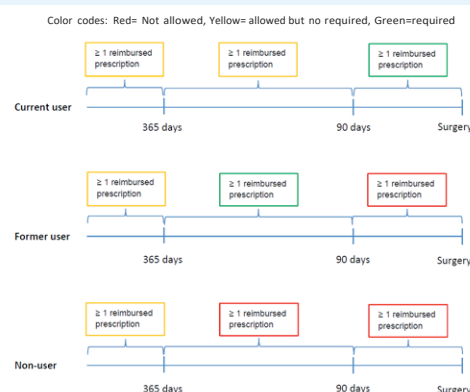 Color codes: Red= Not allowed, Yellow= allowed but no required, Green=required
≥ 1 reimbursed
prescription
≥ 1 reimbursed
prescription
≥ 1 reimbursed
prescription
Current user
365 days
90 days
Surgery
≥ 1 reimbursed
prescription
≥ 1 reimbursed
prescription
≥ 1 reimbursed
prescription
Former user
365 days
90 days
Surgery
≥ 1 reimbursed
prescription
≥ 1 reimbursed
prescription
≥ 1 reimbursed
prescription
Non-user
365 days
90 days
Surgery